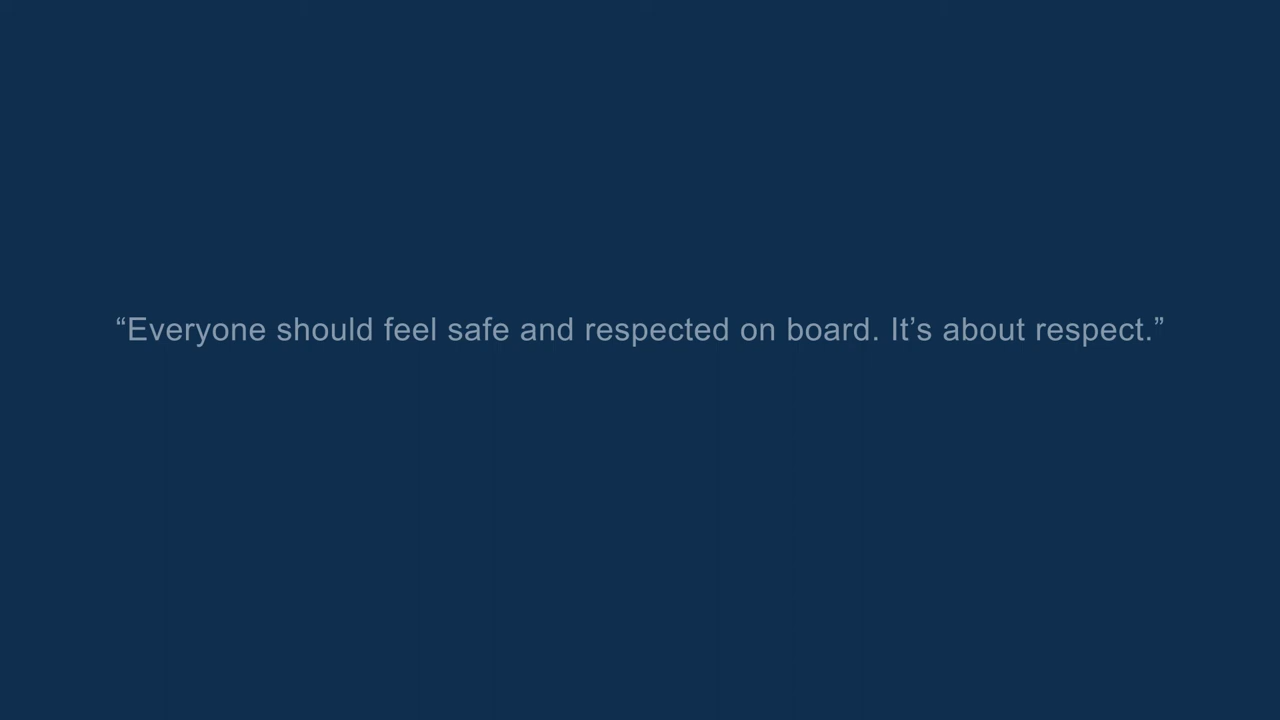 “Everyone should feel safe and respected on board. It’s about respect.”